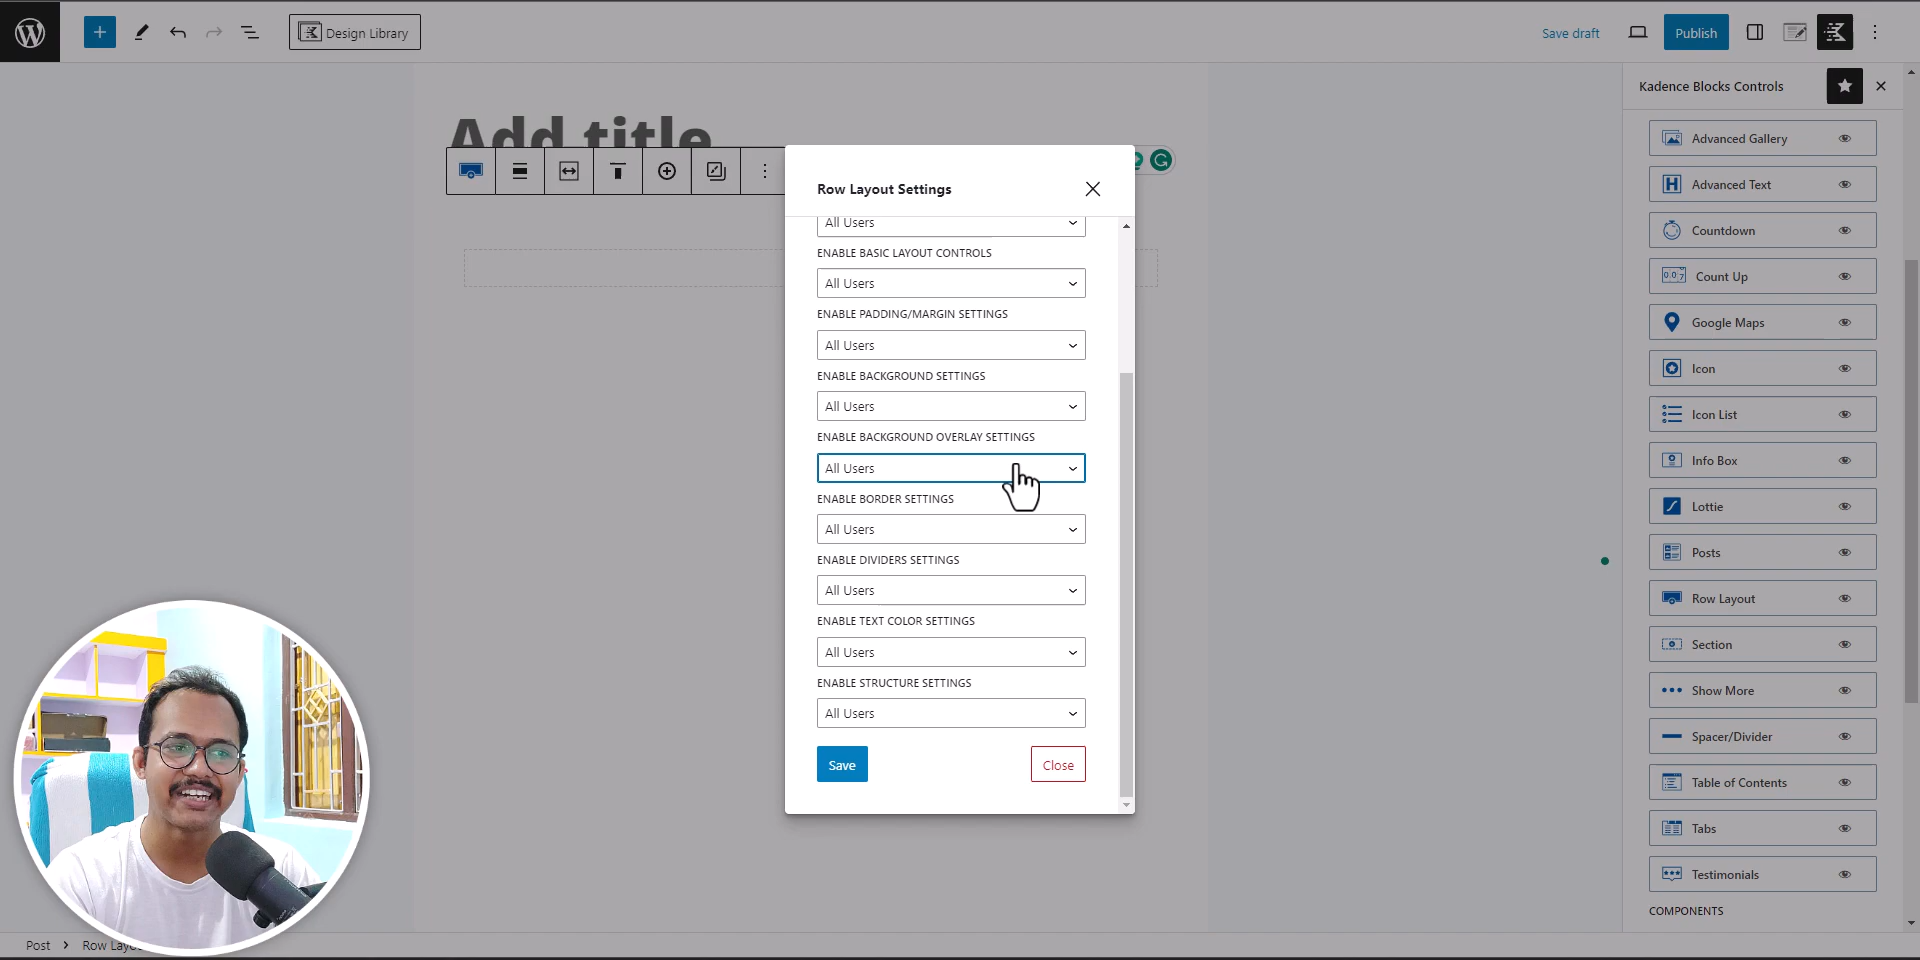 Design Library
Save draft
Publish
Kadence Blocks Controls
Add title
Row Layout Settings
All Users
ENABLE BASIC LAYOUT CONTROLS
All Users
ENABLE PADDING/MARGIN SETTINGS
All Users
ENABLE BACKGROUND SETTINGS
All Users
ENABLE BACKGROUND OVERLAY SETTINGS
All Users
ENABLE BORDER SETTINGS
All Users
ENABLE DIVIDERS SETTINGS
All Users
ENABLE TEXT COLOR SETTINGS
All Users
ENABLE STRUCTURE SETTINGS
All Users
Save
Close
Advanced Gallery
Advanced Text
Countdown
Count Up
Google Maps
Icon
Icon List
Info Box
Lottie
Posts
Row Layout
Section
Show More
Spacer/Divider
Table of Contents
Tabs
Testimonials
COMPONENTS
Post
Row